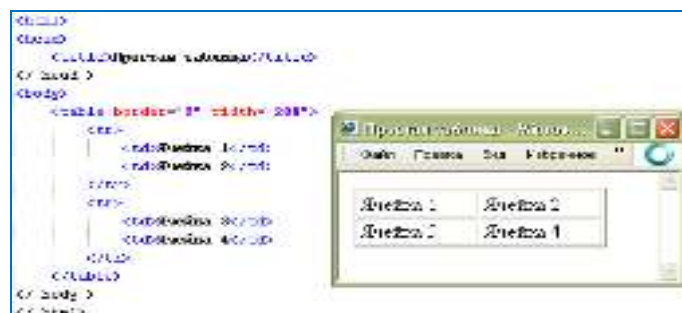 <html>
<head>
<title>Простая таблица</title>
</ head >
<body>
<table border= width=
<tr>
<td>Ячейка 1</td>
<td>Ячейка 2</td>
</tr>
<tr>
<td>Ячейка 3</td>
<td>Ячейка 4</td>
</tr>
</table>
</ body >
</ html>
Простая таблица -
Файл Правка Вид Избранное "
Ячейка 1 Ячейка 2
Ячейка 3 Ячейка 4